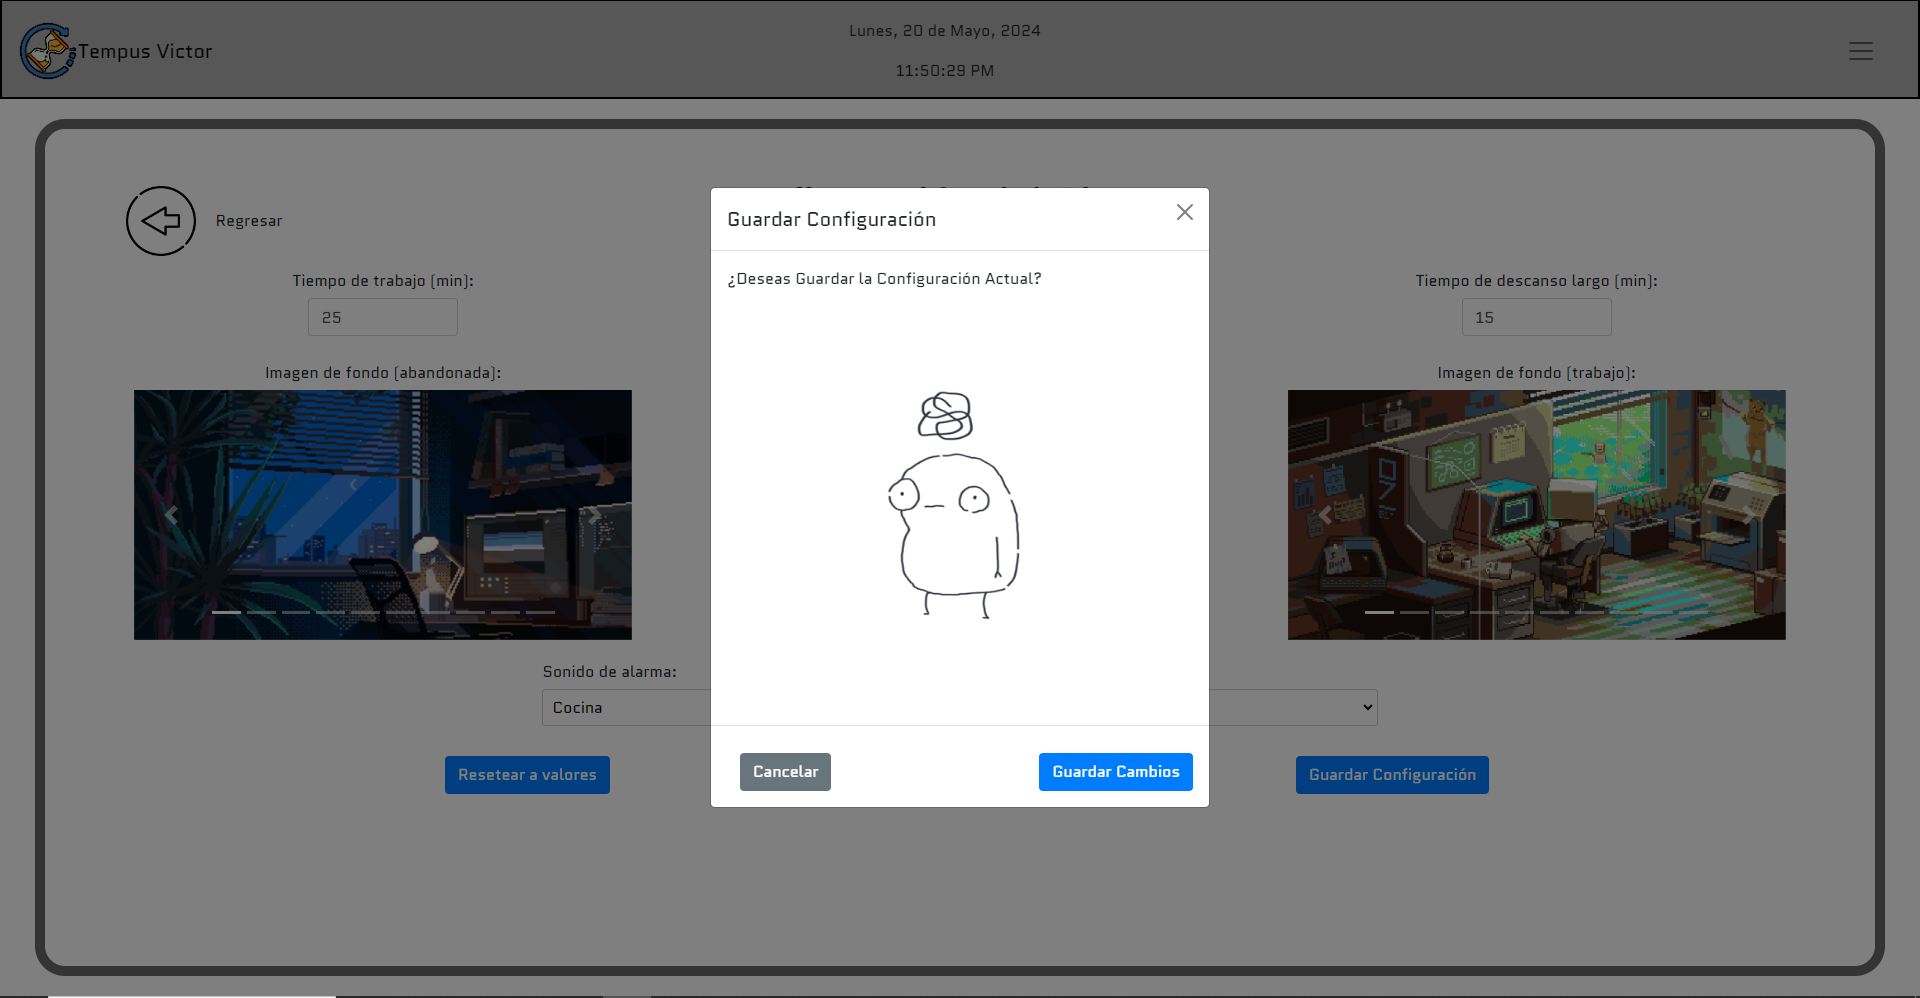 Tempus Victor
Lunes, 20 de Mayo, 2024
11:50:29 PM
Regresar
Guardar Configuración
¿Deseas Guardar la Configuración Actual?
Tiempo de trabajo (min):
25
Tiempo de descanso largo (min):
15
Imagen de fondo (abandonada):
Imagen de fondo (trabajo):
Sonido de alarma:
Cocina
Cancelar
Guardar Cambios
Resetear a valores
Guardar Configuración